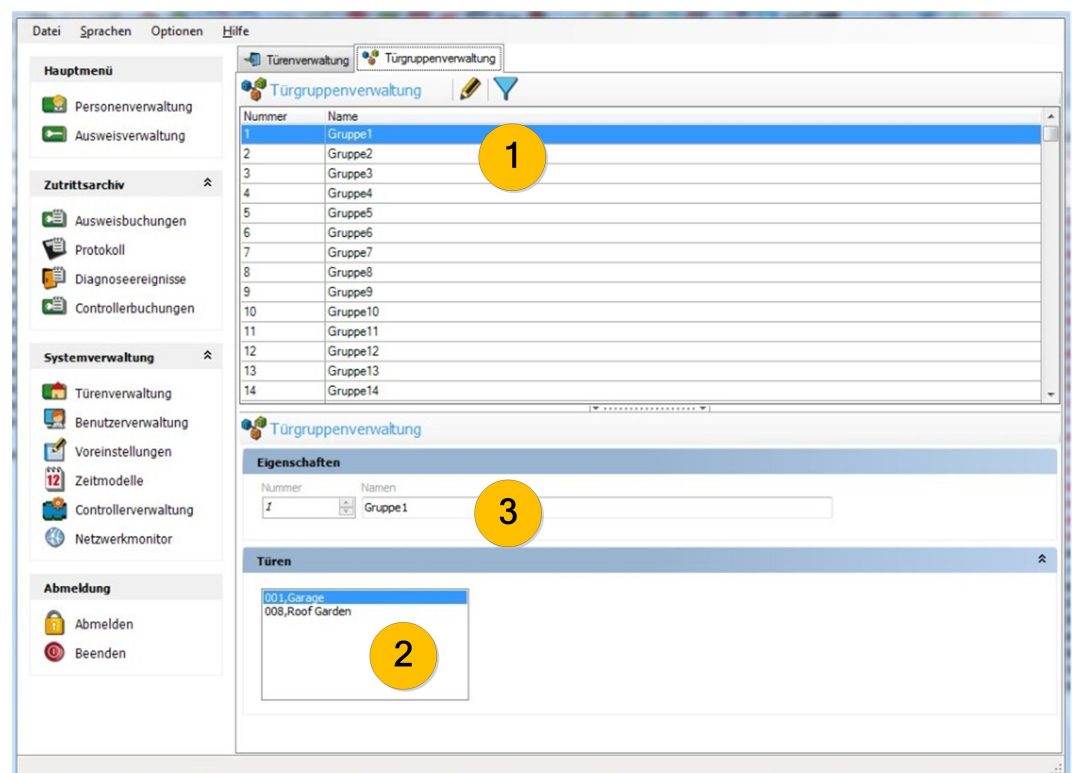 Datei Sprachen Optionen Hilfe
Hauptmenü
Personenverwaltung
Ausweisverwaltung
Zutrittsarchiv
Ausweisbuchungen
Protokoll
Diagnoseereignisse
Controllerbuchungen
Systemverwaltung
Türenverwaltung
Benutzerverwaltung
Voreinstellungen
12 Zeitmodelle
Controllerverwaltung
Netzwerkmonitor
Abmeldung
Abmelden
Beenden
Türenverwaltung Türgruppenverwaltung
Türgruppenverwaltung
Nummer Name
1 Gruppe1
2 Gruppe2
3 Gruppe3
4 Gruppe4
5 Gruppe5
6 Gruppe6
7 Gruppe7
8 Gruppe8
9 Gruppe9
10 Gruppe10
11 Gruppe11
12 Gruppe12
13 Gruppe13
14 Gruppe14
1
Türgruppenverwaltung
Eigenschaften
Nummer Namen
1 Gruppe1
3
Türen
001,Garage
008,Roof Garden
2